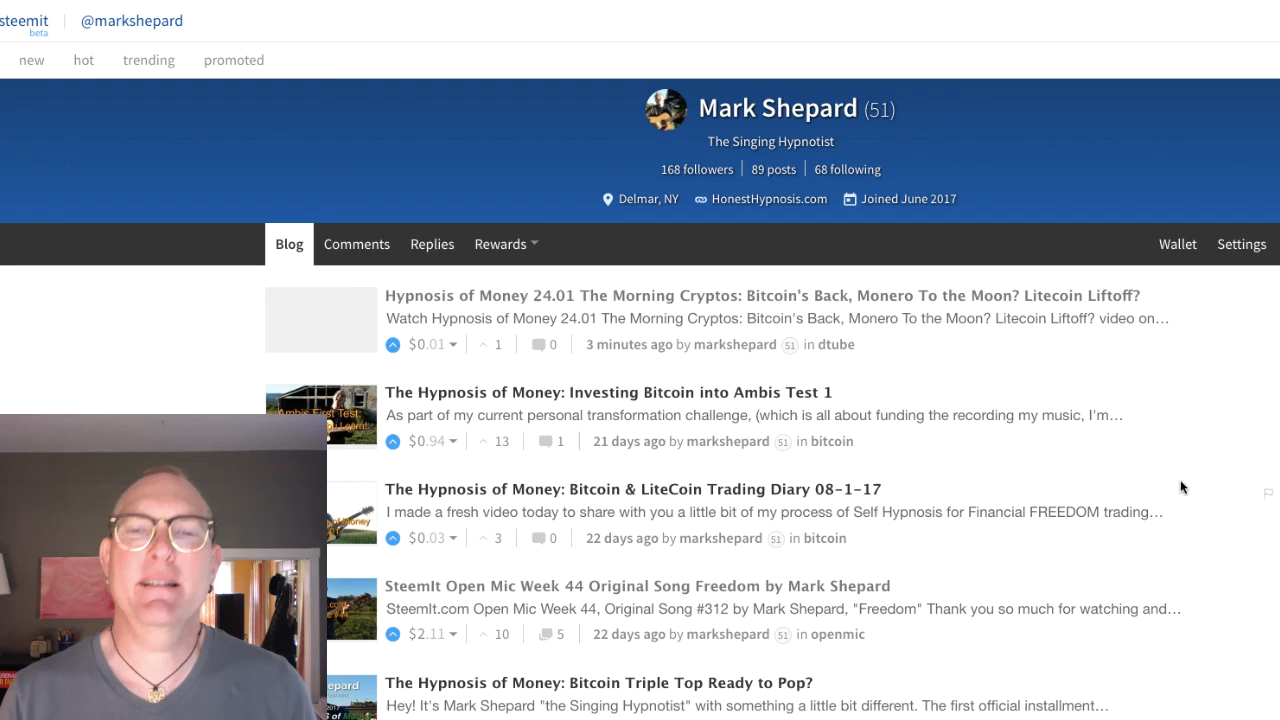 steemit
beta
@markshepard
new hot trending promoted
Mark Shepard (51)
The Singing Hypnotist
168 followers 89 posts 68 following
Delmar, NY HonestHypnosis.com Joined June 2017
Blog Comments Replies Rewards Wallet Settings
Hypnosis of Money 24.01 The Morning Cryptos: Bitcoin's Back, Monero To the Moon? Litecoin Liftoff?
Watch Hypnosis of Money 24.01 The Morning Cryptos: Bitcoin's Back, Monero To the Moon? Litecoin Liftoff? video on…
$0.01 1 0 3 minutes ago by markshepard 51 in dtube
The Hypnosis of Money: Investing Bitcoin into Ambis Test 1
As part of my current personal transformation challenge, (which is all about funding the recording my music, I'm…
Ambis First Test:
$0.94 13 1 21 days ago by markshepard 51 in bitcoin
The Hypnosis of Money: Bitcoin & LiteCoin Trading Diary 08-1-17
I made a fresh video today to share with you a little bit of my process of Self Hypnosis for Financial FREEDOM trading…
$0.03 3 0 22 days ago by markshepard 51 in bitcoin
SteemIt Open Mic Week 44 Original Song Freedom by Mark Shepard
SteemIt.com Open Mic Week 44, Original Song #312 by Mark Shepard, "Freedom" Thank you so much for watching and…
$2.11 10 5 22 days ago by markshepard 51 in openmic
The Hypnosis of Money: Bitcoin Triple Top Ready to Pop?
Hey! It's Mark Shepard "the Singing Hypnotist" with something a little bit different. The first official installment…